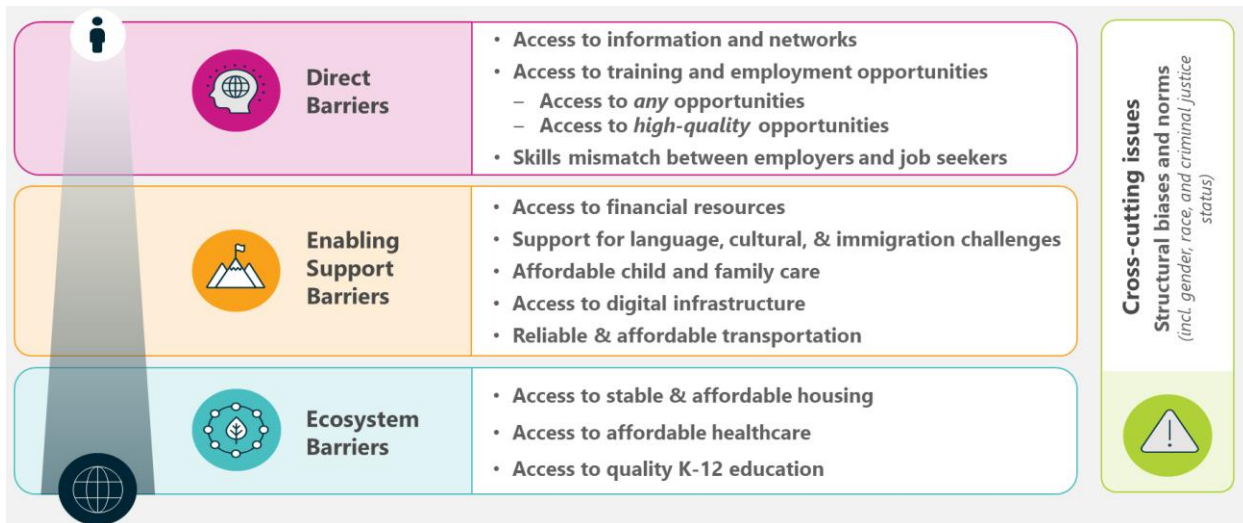 Direct
Barriers
• Access to information and networks
• Access to training and employment opportunities
– Access to any opportunities
– Access to high-quality opportunities
• Skills mismatch between employers and job seekers
Enabling
Support
Barriers
• Access to financial resources
• Support for language, cultural, & immigration challenges
• Affordable child and family care
• Access to digital infrastructure
• Reliable & affordable transportation
Ecosystem
Barriers
• Access to stable & affordable housing
• Access to affordable healthcare
• Access to quality K-12 education
Cross-cutting issues
Structural biases and norms
(incl. gender, race, and criminal justice
status)